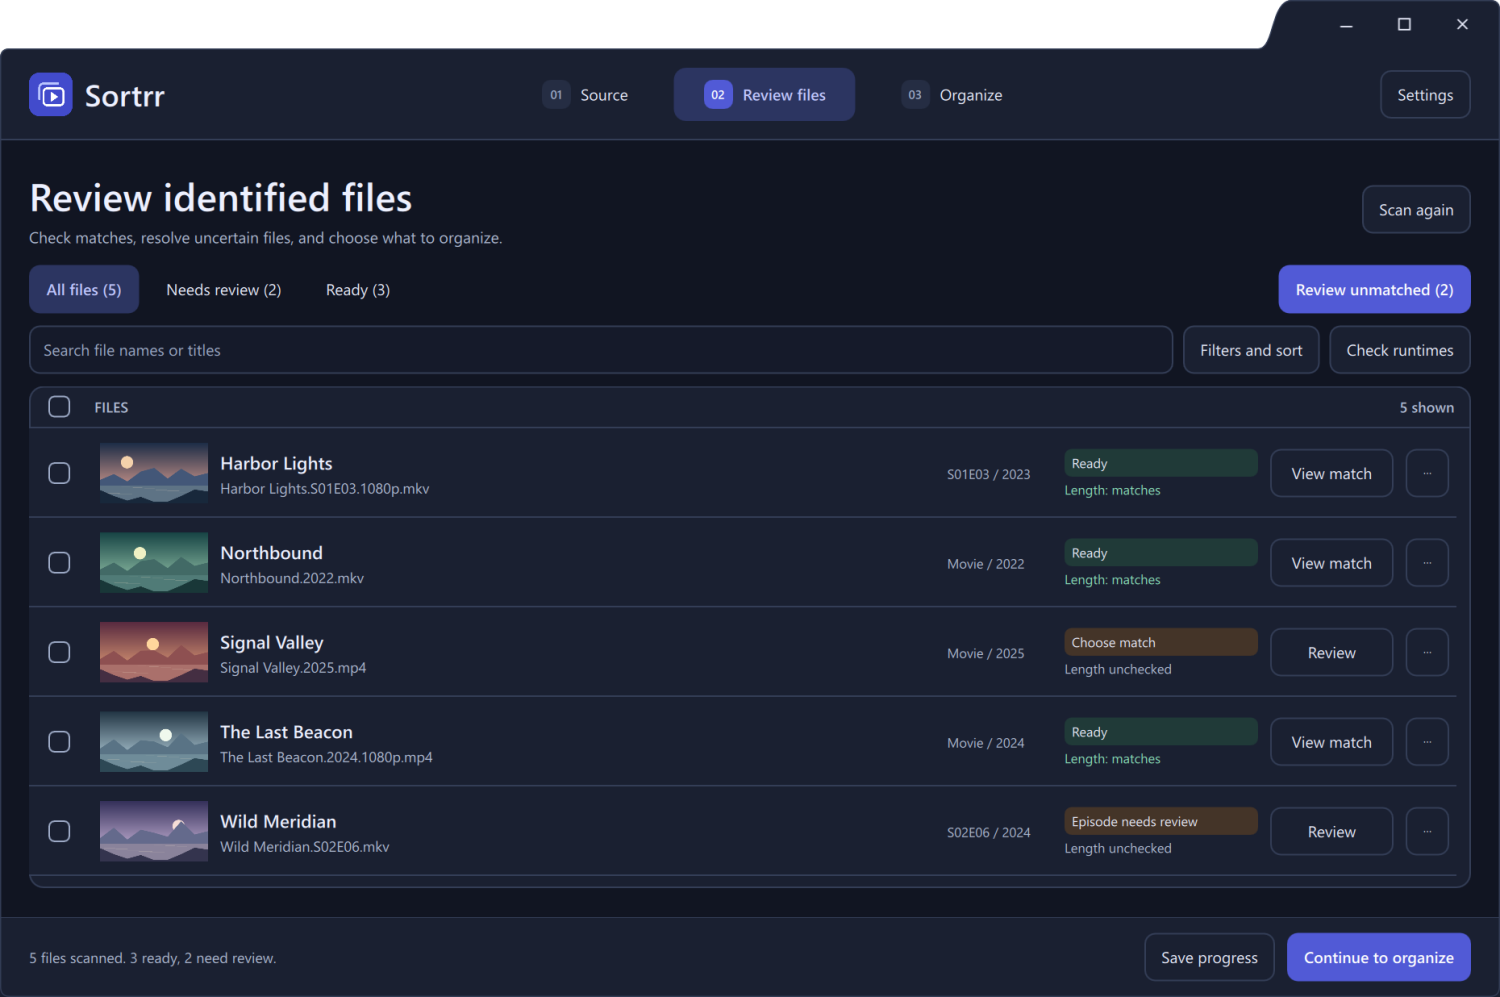 Sortrr
01 Source
02 Review files
03 Organize
Settings
Review identified files
Check matches, resolve uncertain files, and choose what to organize.
Scan again
All files (5)
Needs review (2)
Ready (3)
Review unmatched (2)
Search file names or titles
Filters and sort
Check runtimes
FILES
5 shown
Harbor Lights
Harbor Lights.S01E03.1080p.mkv
S01E03 / 2023
Ready
Length: matches
View match
...
Northbound
Northbound.2022.mkv
Movie / 2022
Ready
Length: matches
View match
...
Signal Valley
Signal Valley.2025.mp4
Movie / 2025
Choose match
Length unchecked
Review
...
The Last Beacon
The Last Beacon.2024.1080p.mp4
Movie / 2024
Ready
Length: matches
View match
...
Wild Meridian
Wild Meridian.S02E06.mkv
S02E06 / 2024
Episode needs review
Length unchecked
Review
...
5 files scanned. 3 ready, 2 need review.
Save progress
Continue to organize